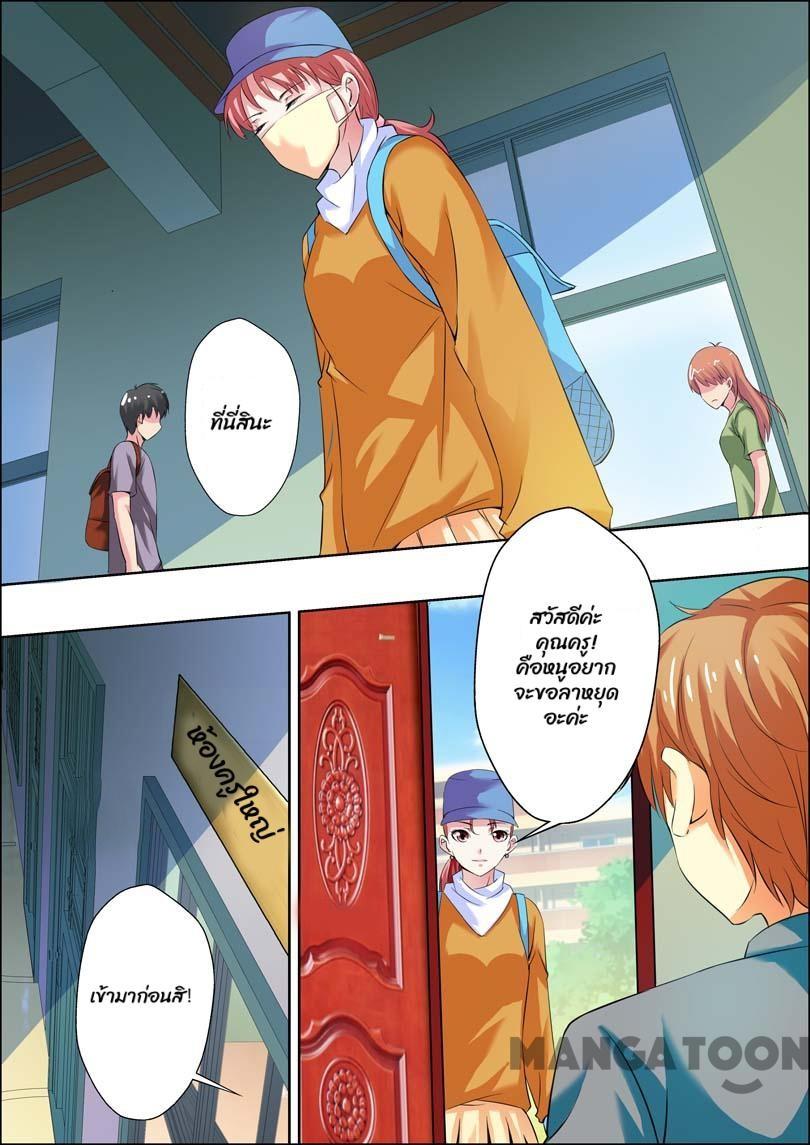 ที่นี่สินะ
ห้องครูใหญ่
เข้ามาก่อนสิ!
สวัสดีค่ะ
คุณครู!
คือหนูอยาก
จะขอลาหยุด
อะค่ะ
MANGATOON